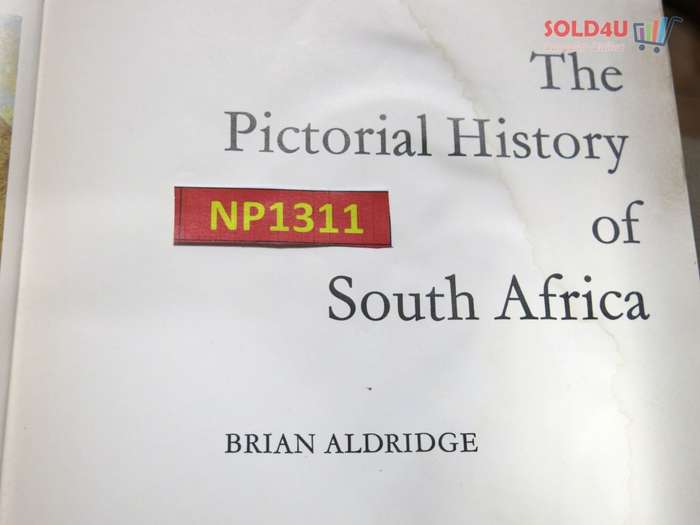 SOLD4U
The
Pictorial History
NP1311
of
South Africa
BRIAN ALDRIDGE